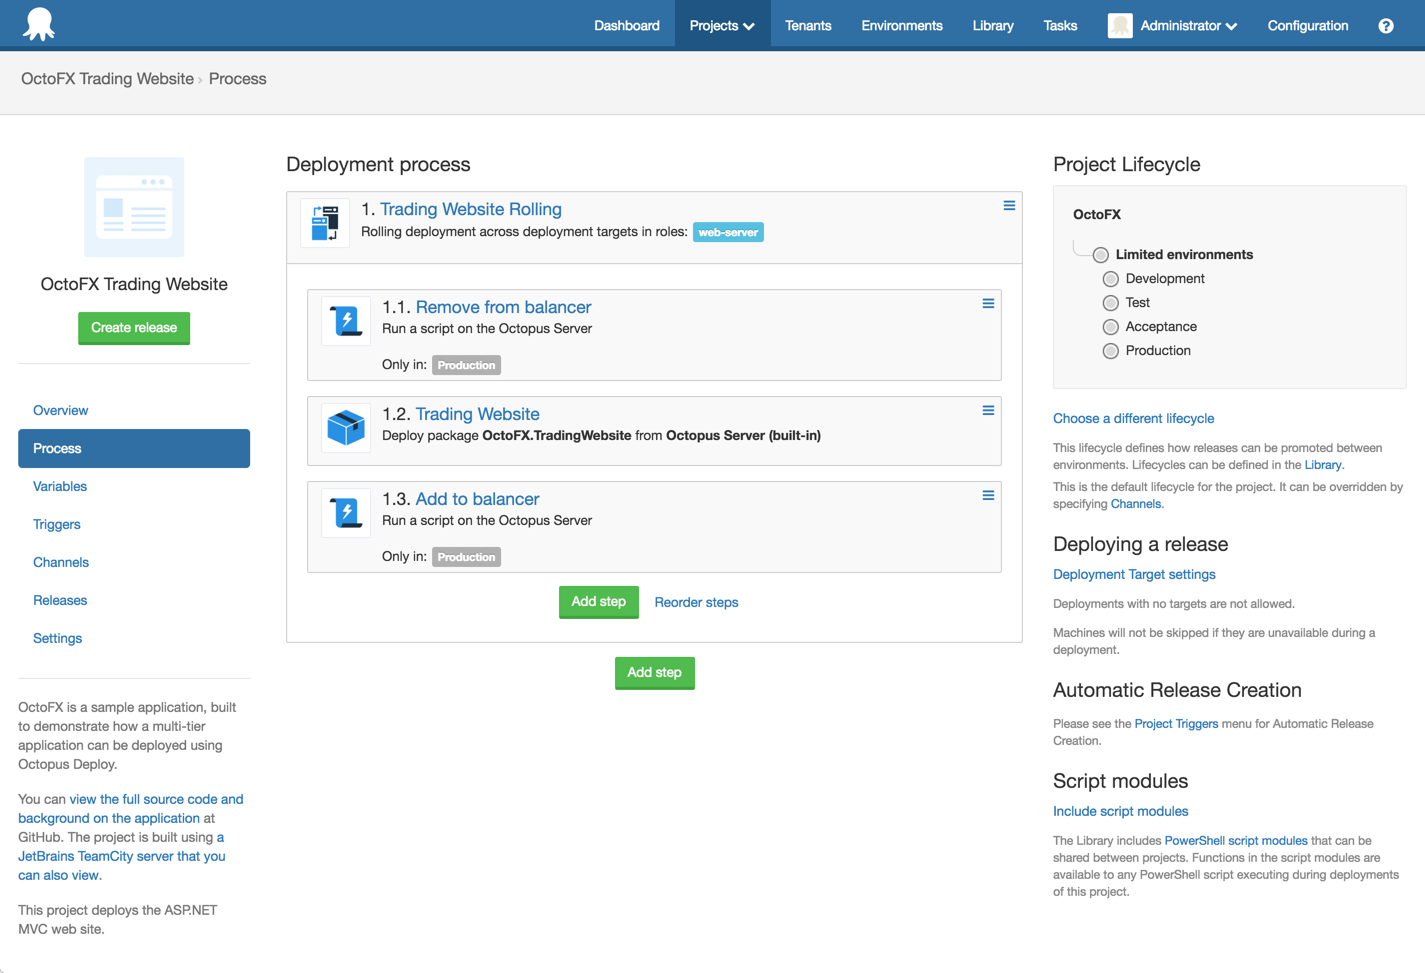 Dashboard Projects Tenants Environments Library Tasks Administrator Configuration ?
OctoFX Trading Website › Process
OctoFX Trading Website
Create release
Overview
Process
Variables
Triggers
Channels
Releases
Settings
OctoFX is a sample application, built
to demonstrate how a multi-tier
application can be deployed using
Octopus Deploy.
You can view the full source code and
background on the application at
GitHub. The project is built using a
JetBrains TeamCity server that you
can also view.
This project deploys the ASP.NET
MVC web site.
Deployment process
1. Trading Website Rolling
Rolling deployment across deployment targets in roles: web-server
1.1. Remove from balancer
Run a script on the Octopus Server
Only in: Production
1.2. Trading Website
Deploy package OctoFX.TradingWebsite from Octopus Server (built-in)
1.3. Add to balancer
Run a script on the Octopus Server
Only in: Production
Add step Reorder steps
Add step
Project Lifecycle
OctoFX
Limited environments
Development
Test
Acceptance
Production
Choose a different lifecycle
This lifecycle defines how releases can be promoted between
environments. Lifecycles can be defined in the Library.
This is the default lifecycle for the project. It can be overridden by
specifying Channels.
Deploying a release
Deployment Target settings
Deployments with no targets are not allowed.
Machines will not be skipped if they are unavailable during a
deployment.
Automatic Release Creation
Please see the Project Triggers menu for Automatic Release
Creation.
Script modules
Include script modules
The Library includes PowerShell script modules that can be
shared between projects. Functions in the script modules are
available to any PowerShell script executing during deployments
of this project.